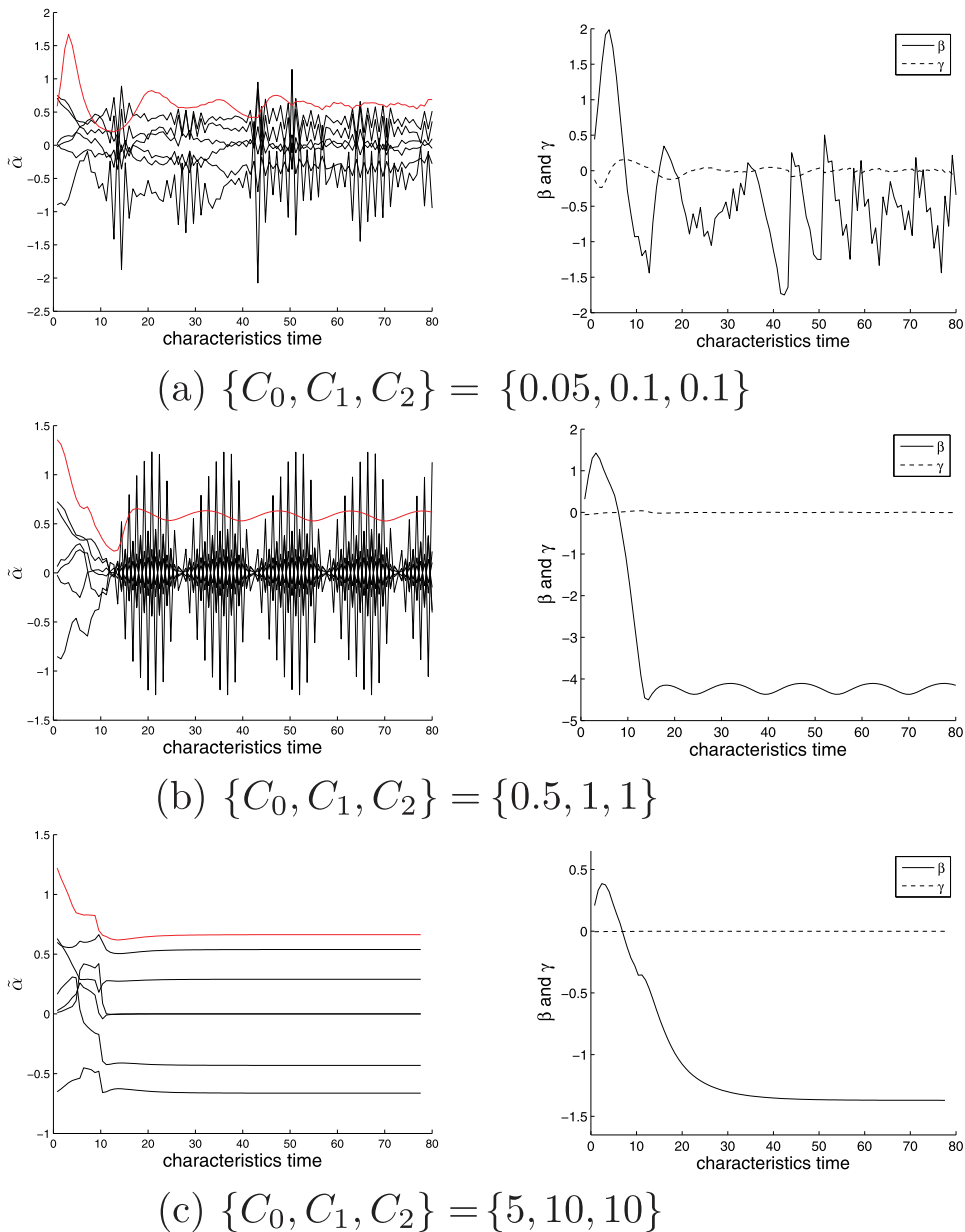 2
1.5
1
0.5
0
−0.5
−1
−1.5
−2
−2.5
α̃
0 10 20 30 40 50 60 70 80
characteristics time
2
1.5
1
0.5
0
−0.5
−1
−1.5
−2
β and γ
β
γ
0 10 20 30 40 50 60 70 80
characteristics time
(a) {C₀, C₁, C₂} = {0.05, 0.1, 0.1}
1.5
1
0.5
0
−0.5
−1
−1.5
α̃
0 10 20 30 40 50 60 70 80
characteristics time
2
1
0
−1
−2
−3
−4
−5
β and γ
β
γ
0 10 20 30 40 50 60 70 80
characteristics time
(b) {C₀, C₁, C₂} = {0.5, 1, 1}
1.5
1
0.5
0
−0.5
−1
α̃
0 10 20 30 40 50 60 70 80
characteristics time
0.5
0
−0.5
−1
−1.5
β and γ
β
γ
0 10 20 30 40 50 60 70 80
characteristics time
(c) {C₀, C₁, C₂} = {5, 10, 10}